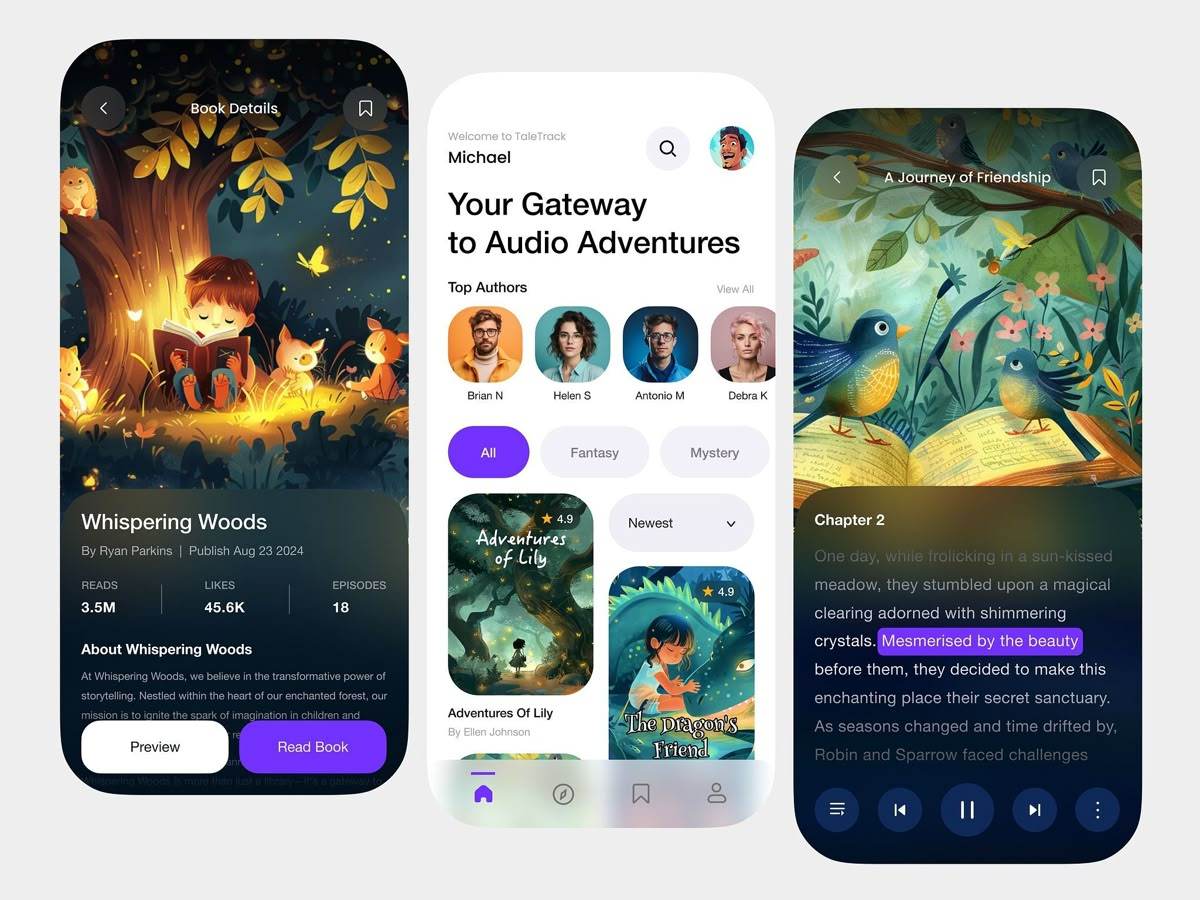 Book Details
Whispering Woods
By Ryan Parkins | Publish Aug 23 2024
READS LIKES EPISODES
3.5M 45.6K 18
About Whispering Woods
At Whispering Woods, we believe in the transformative power of
storytelling. Nestled within the heart of our enchanted forest, our
mission is to ignite the spark of imagination in children and
Preview Read Book
Whispering Woods is more than just a library—it's a gateway to
Welcome to TaleTrack
Michael
Your Gateway
to Audio Adventures
Top Authors View All
Brian N Helen S Antonio M Debra K
All Fantasy Mystery
4.9
Adventures
of Lily
Newest
4.9
The Dragon's
Friend
Adventures Of Lily
By Ellen Johnson
A Journey of Friendship
Chapter 2
One day, while frolicking in a sun-kissed
meadow, they stumbled upon a magical
clearing adorned with shimmering
crystals. Mesmerised by the beauty
before them, they decided to make this
enchanting place their secret sanctuary.
As seasons changed and time drifted by,
Robin and Sparrow faced challenges